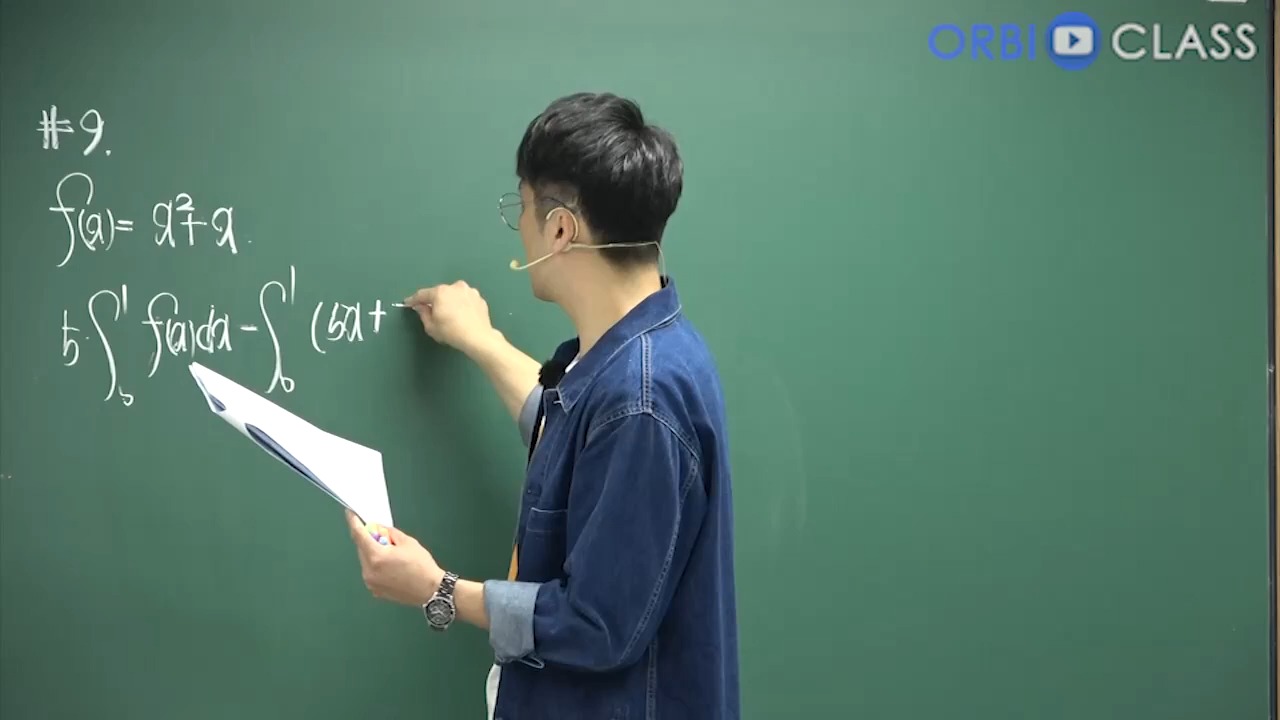 ORBI CLASS
#9.
f(x)= x²+x.
5·∫₀¹ f(x)dx - ∫₀¹ (5x+